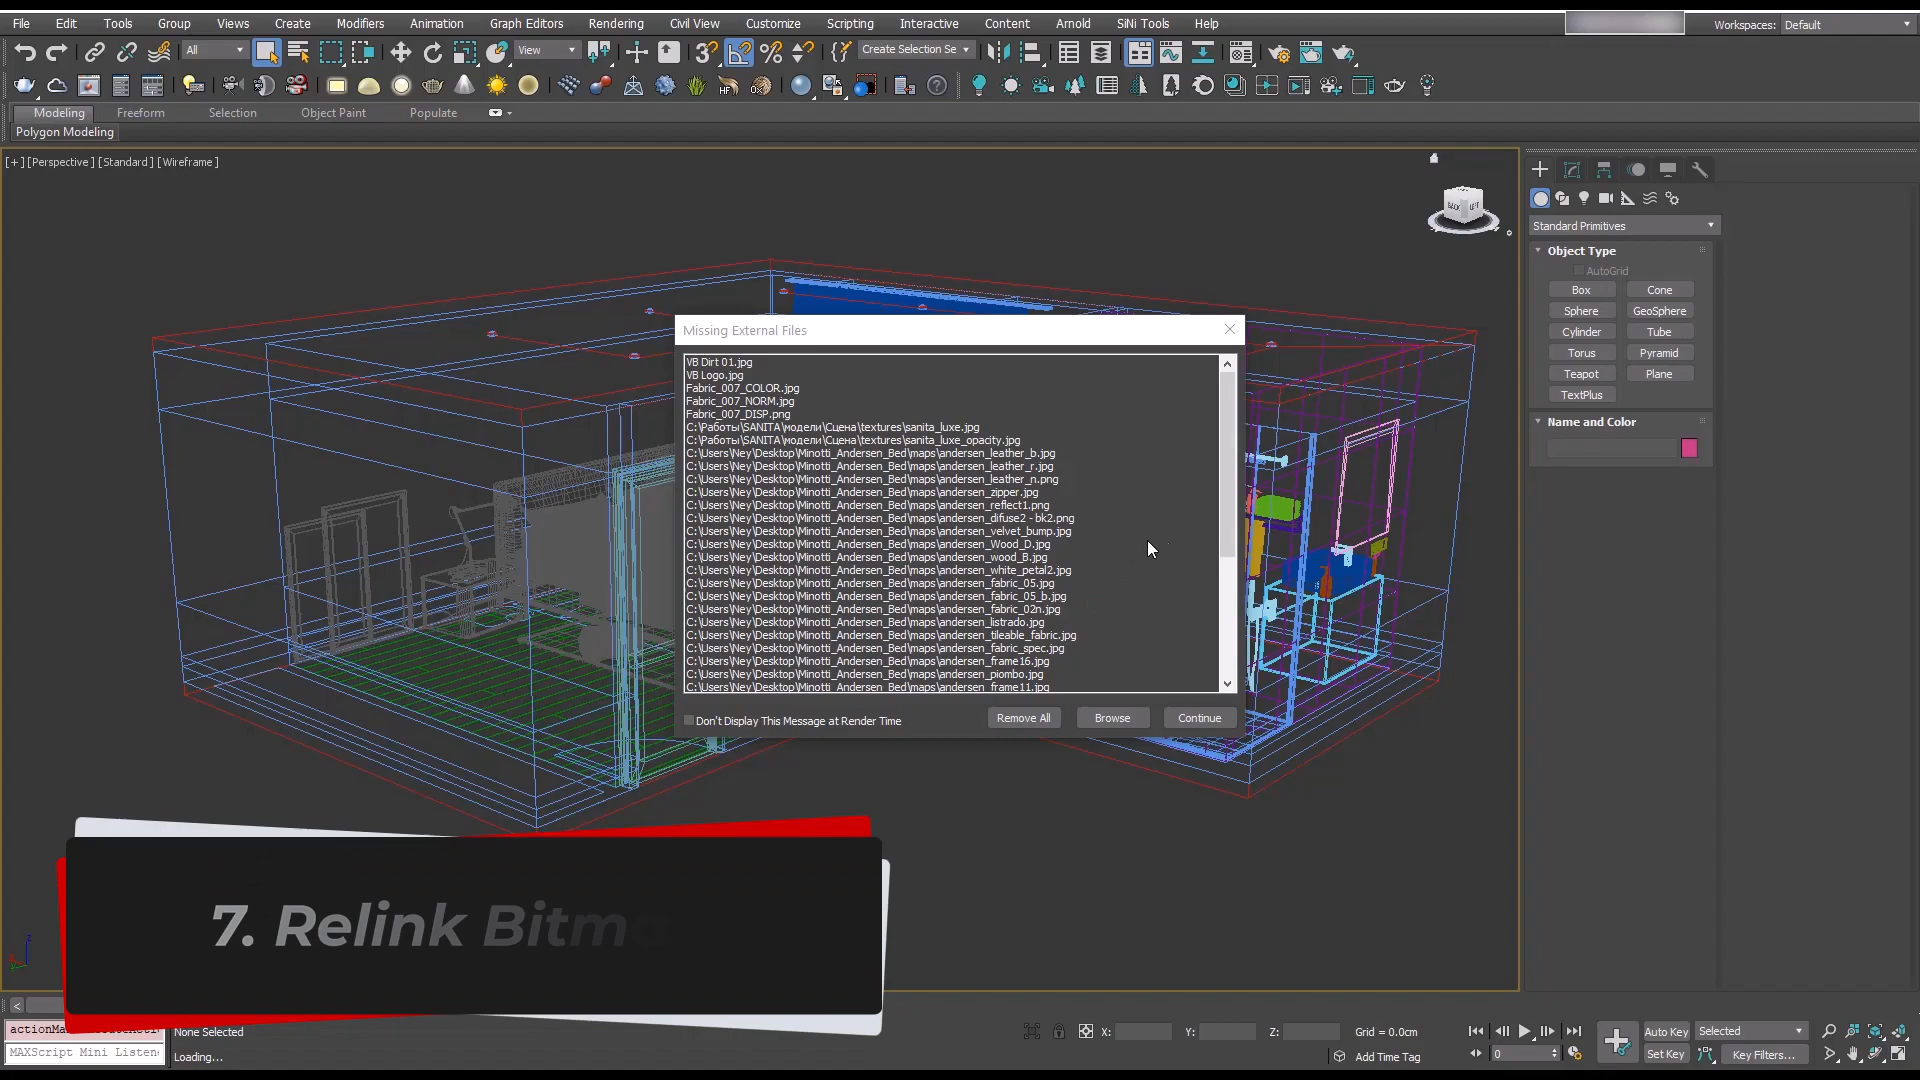 File Edit Tools Group Views Create Modifiers Animation Graph Editors Rendering Civil View Customize Scripting Interactive Content Arnold SiNi Tools Help
Workspaces: Default
All
View
Create Selection Se
Modeling Freeform Selection Object Paint Populate
Polygon Modeling
[+] [Perspective ] [Standard ] [Wireframe ]
BACK LEFT
Standard Primitives
Object Type
AutoGrid
Box Cone
Sphere GeoSphere
Cylinder Tube
Torus Pyramid
Teapot Plane
TextPlus
Name and Color
Missing External Files
VB Dirt 01.jpg
VB Logo.jpg
Fabric_007_COLOR.jpg
Fabric_007_NORM.jpg
Fabric_007_DISP.png
C:\Работы\SANITA\модели\Сцена\textures\sanita_luxe.jpg
C:\Работы\SANITA\модели\Сцена\textures\sanita_luxe_opacity.jpg
C:\Users\Ney\Desktop\Minotti_Andersen_Bed\maps\andersen_leather_b.jpg
C:\Users\Ney\Desktop\Minotti_Andersen_Bed\maps\andersen_leather_r.jpg
C:\Users\Ney\Desktop\Minotti_Andersen_Bed\maps\andersen_leather_n.png
C:\Users\Ney\Desktop\Minotti_Andersen_Bed\maps\andersen_zipper.jpg
C:\Users\Ney\Desktop\Minotti_Andersen_Bed\maps\andersen_reflect1.png
C:\Users\Ney\Desktop\Minotti_Andersen_Bed\maps\andersen_difuse2 - bk2.png
C:\Users\Ney\Desktop\Minotti_Andersen_Bed\maps\andersen_velvet_bump.jpg
C:\Users\Ney\Desktop\Minotti_Andersen_Bed\maps\andersen_Wood_D.jpg
C:\Users\Ney\Desktop\Minotti_Andersen_Bed\maps\andersen_wood_B.jpg
C:\Users\Ney\Desktop\Minotti_Andersen_Bed\maps\andersen_white_petal2.jpg
C:\Users\Ney\Desktop\Minotti_Andersen_Bed\maps\andersen_fabric_05.jpg
C:\Users\Ney\Desktop\Minotti_Andersen_Bed\maps\andersen_fabric_05_b.jpg
C:\Users\Ney\Desktop\Minotti_Andersen_Bed\maps\andersen_fabric_02n.jpg
C:\Users\Ney\Desktop\Minotti_Andersen_Bed\maps\andersen_listrado.jpg
C:\Users\Ney\Desktop\Minotti_Andersen_Bed\maps\andersen_tileable_fabric.jpg
C:\Users\Ney\Desktop\Minotti_Andersen_Bed\maps\andersen_fabric_spec.jpg
C:\Users\Ney\Desktop\Minotti_Andersen_Bed\maps\andersen_frame16.jpg
C:\Users\Ney\Desktop\Minotti_Andersen_Bed\maps\andersen_piombo.jpg
C:\Users\Ney\Desktop\Minotti_Andersen_Bed\maps\andersen_frame11.jpg
Don't Display This Message at Render Time
Remove All Browse Continue
7. Relink Bitma
None Selected
MAXScript Mini Listen
Loading...
X: Y: Z: Grid = 0.0cm
Add Time Tag
0
Auto Key Selected
Set Key Key Filters...